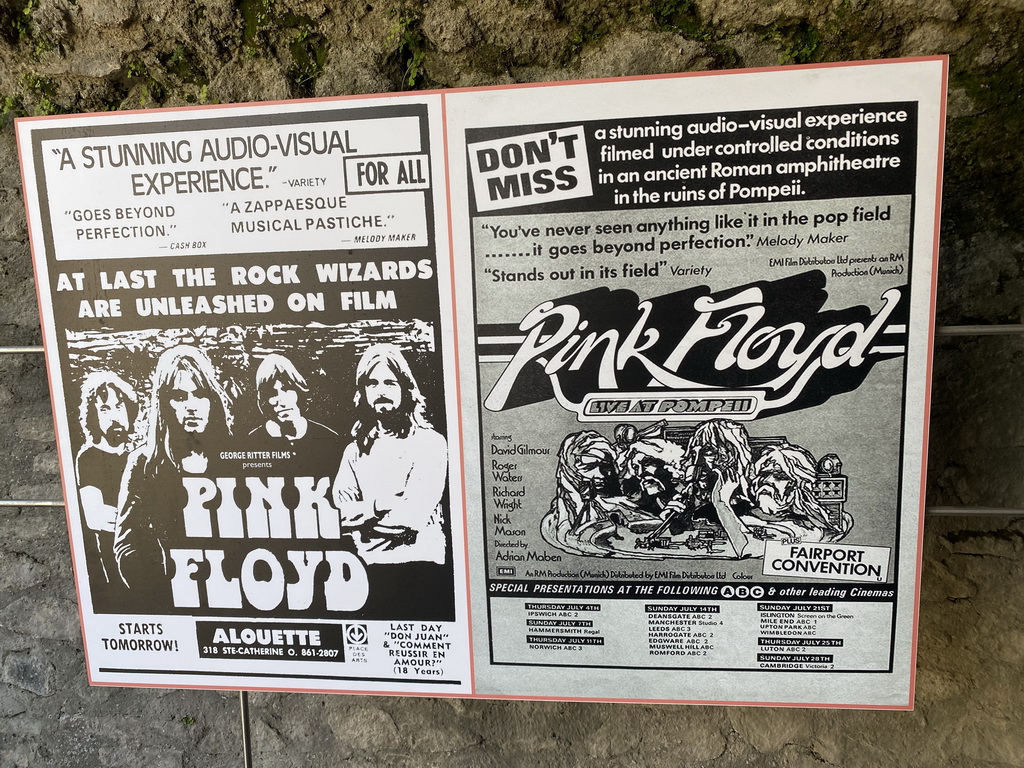 "A STUNNING AUDIO-VISUAL
EXPERIENCE." -VARIETY
FOR ALL
"GOES BEYOND
PERFECTION."
— CASH BOX
"A ZAPPAESQUE
MUSICAL PASTICHE."
— MELODY MAKER
AT LAST THE ROCK WIZARDS
ARE UNLEASHED ON FILM
GEORGE RITTER FILMS
presents
PINK
FLOYD
STARTS
TOMORROW!
ALOUETTE
318 STE-CATHERINE O. 861-2807
PLACE
DES
ARTS
LAST DAY
"DON JUAN"
& "COMMENT
REUSSIR EN
AMOUR?"
(18 Years)
DON'T
MISS
a stunning audio-visual experience
filmed under controlled conditions
in an ancient Roman amphitheatre
in the ruins of Pompeii.
"You've never seen anything like it in the pop field
.......it goes beyond perfection." Melody Maker
"Stands out in its field" Variety
EMI Film Distributors Ltd presents an RM
Production (Munich)
Pink Floyd
LIVE AT POMPEII
starring
David Gilmour
Roger
Waters
Richard
Wright
Nick
Mason
Directed by
Adrian Maben
PLUS
FAIRPORT
CONVENTION
U
EMI
An RM Production (Munich) Distributed by EMI Film Distributors Ltd Colour
SPECIAL PRESENTATIONS AT THE FOLLOWING ABC & other leading Cinemas
THURSDAY JULY 4TH
IPSWICH ABC 2
SUNDAY JULY 7TH
HAMMERSMITH Regal
THURSDAY JULY 11TH
NORWICH ABC 3
SUNDAY JULY 14TH
DEANSGATE ABC 2
MANCHESTER Studio 4
LEEDS ABC 3
HARROGATE ABC 2
EDGWARE ABC 2
MUSWELL HILL ABC
ROMFORD ABC 2
SUNDAY JULY 21ST
ISLINGTON Screen on the Green
MILE END ABC 1
UPTON PARK ABC
WIMBLEDON ABC
THURSDAY JULY 25TH
LUTON ABC 2
SUNDAY JULY 28TH
CAMBRIDGE Victoria 2